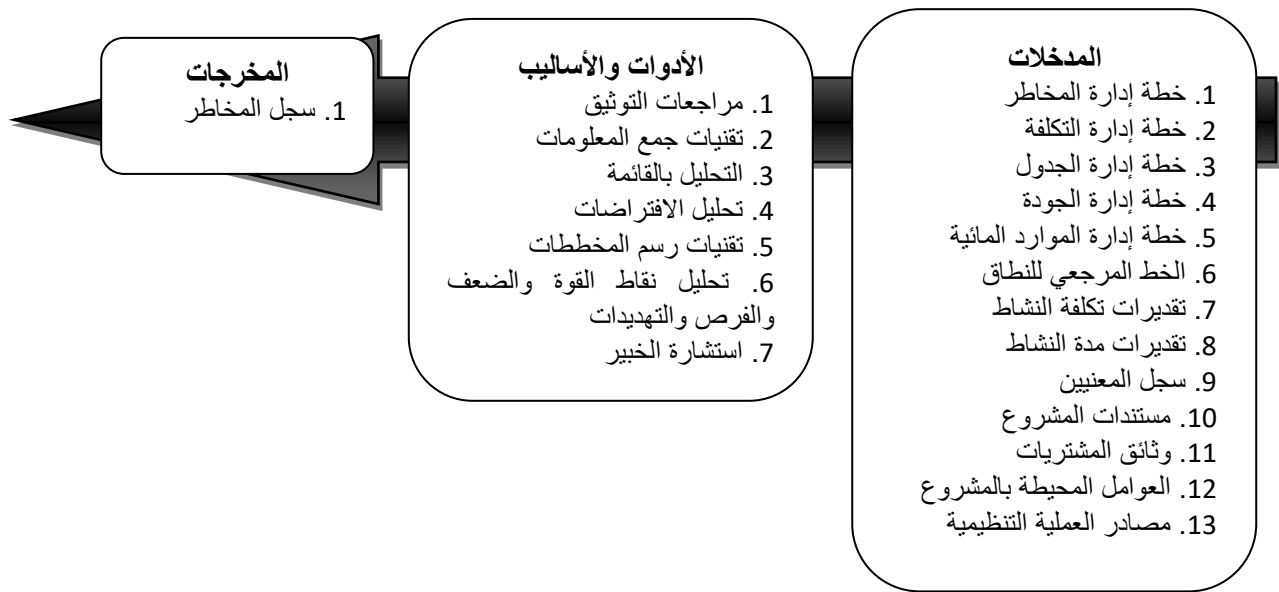 المدخلات
1. خطة إدارة المخاطر
2. خطة إدارة التكلفة
3. خطة إدارة الجدول
4. خطة إدارة الجودة
5. خطة إدارة الموارد المائية
6. الخط المرجعي للنطاق
7. تقديرات تكلفة النشاط
8. تقديرات مدة النشاط
9. سجل المعنيين
10. مستندات المشروع
11. وثائق المشتريات
12. العوامل المحيطة بالمشروع
13. مصادر العملية التنظيمية
الأدوات والأساليب
1. مراجعات التوثيق
2. تقنيات جمع المعلومات
3. التحليل بالقائمة
4. تحليل الافتراضات
5. تقنيات رسم المخططات
6. تحليل نقاط القوة والضعف
والفرص والتهديدات
7. استشارة الخبير
المخرجات
1. سجل المخاطر